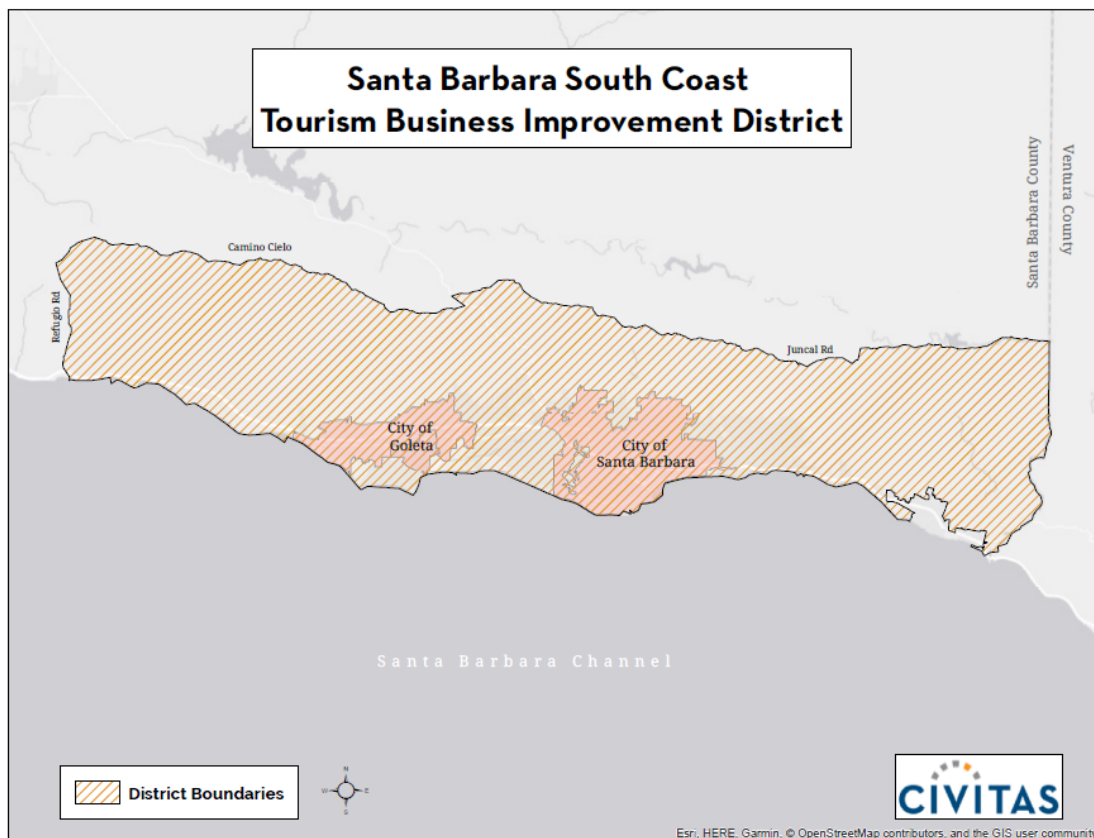 Santa Barbara South Coast
Tourism Business Improvement District
Santa Barbara County
Ventura County
Camino Cielo
Refugio Rd
Juncal Rd
City of
Goleta
City of
Santa Barbara
Santa Barbara Channel
District Boundaries
N
W
E
S
CIVITAS
Esri, HERE, Garmin, © OpenStreetMap contributors, and the GIS user community